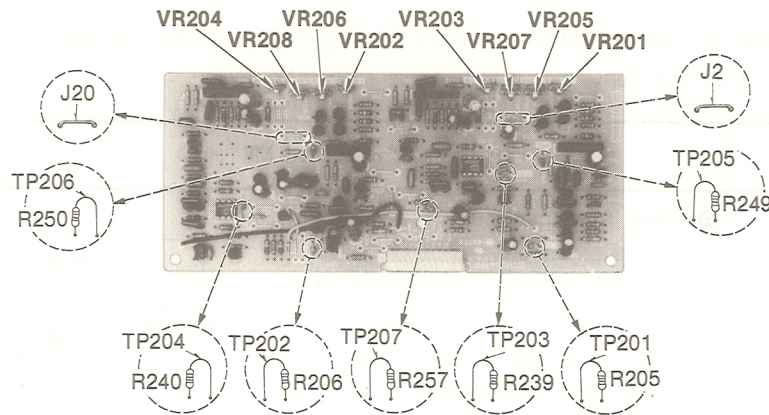 VR204
VR206
VR203
VR205
VR208
VR202
VR207
VR201
J20
J2
TP206
R250
TP205
R249
TP204
R240
TP202
R206
TP207
R257
TP203
R239
TP201
R205